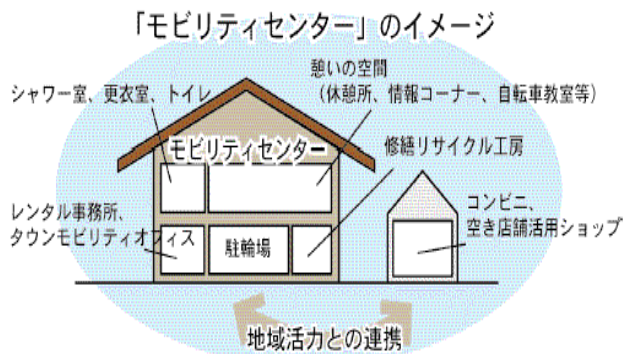 「モビリティセンター」のイメージ
シャワー室、更衣室、トイレ
憩いの空間
（休憩所、情報コーナー、自転車教室等）
モビリティセンター
修繕リサイクル工房
レンタル事務所、
タウンモビリティオフィス
駐輪場
コンビニ、
空き店舗活用ショップ
地域活力との連携